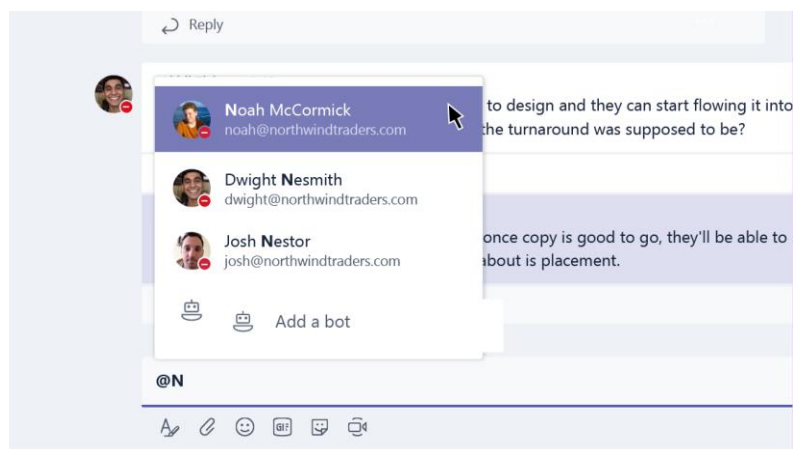 Reply
Noah McCormick
noah@northwindtraders.com
to design and they can start flowing it into
the turnaround was supposed to be?
Dwight Nesmith
dwight@northwindtraders.com
Josh Nestor
josh@northwindtraders.com
once copy is good to go, they'll be able to
about is placement.
Add a bot
@N
GIF